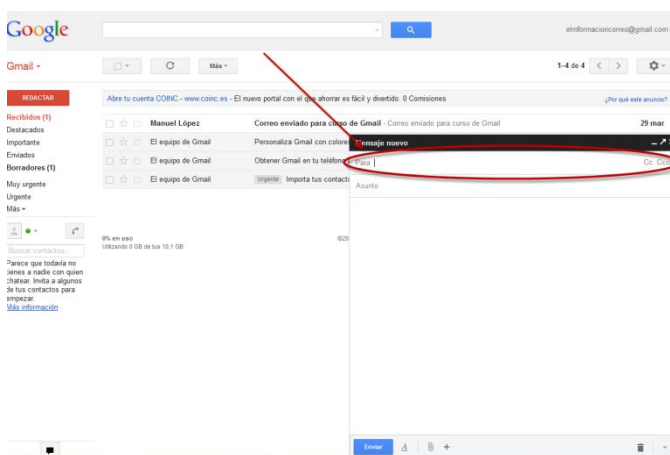 Google
elmformacioncorreo@gmail.com
Gmail
Más
1–4 de 4
REDACTAR
Abre tu cuenta COINC - www.coinc.es - El nuevo portal con el que ahorrar es fácil y divertido. 0 Comisiones
¿Por qué este anuncio?
Recibidos (1)
Destacados
Importante
Enviados
Borradores (1)
Muy urgente
Urgente
Más
Manuel López Correo enviado para curso de Gmail - Correo enviado para curso de Gmail 29 mar
El equipo de Gmail Personaliza Gmail con colore
El equipo de Gmail Obtener Gmail en tu teléfono
El equipo de Gmail Urgente Importa tus contact
Mensaje nuevo
Para Cc Cco
Asunto
Buscar contactos...
Parece que todavía no
tienes a nadie con quien
chatear. Invita a algunos
de tus contactos para
empezar.
Más información
0% en uso
Utilizando 0 GB de tus 10,1 GB
©20
Enviar